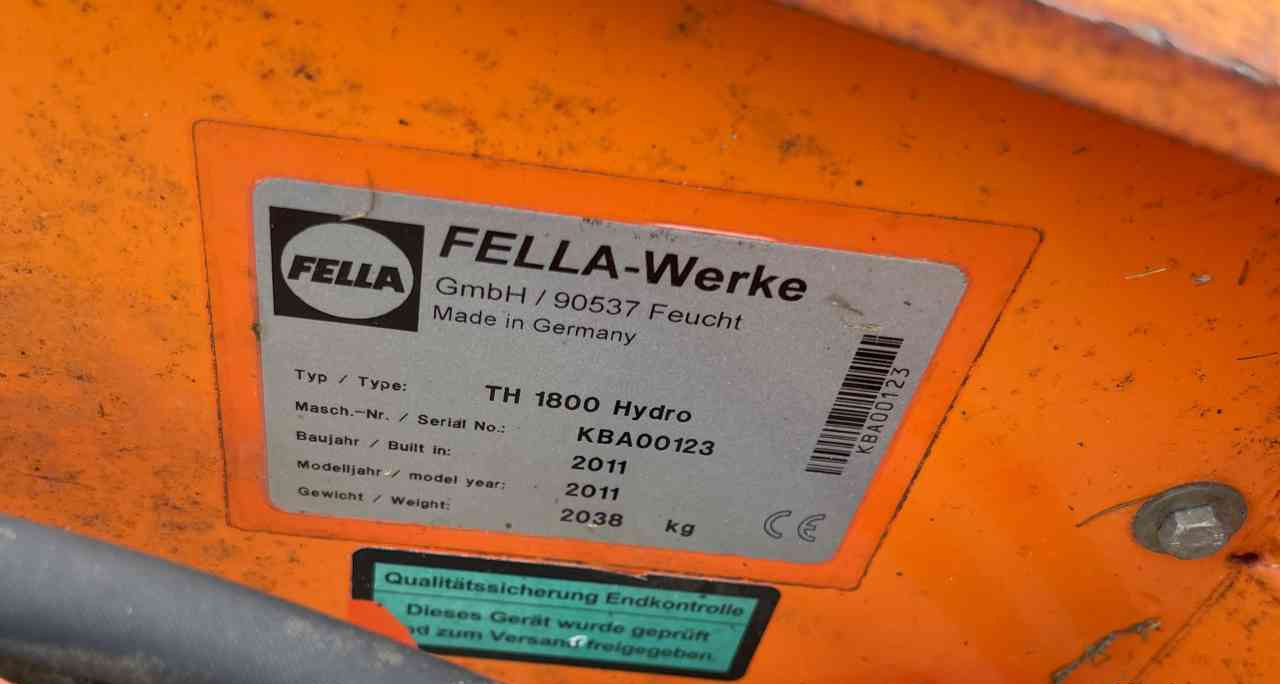 FELLA
FELLA-Werke
GmbH / 90537 Feucht
Made in Germany
Typ / Type: TH 1800 Hydro
Masch.-Nr. / Serial No.: KBA00123
Baujahr / Built in: 2011
Modelljahr / model year: 2011
Gewicht / Weight: 2038 kg
CE
KBA00123
Qualitätssicherung Endkontrolle
Dieses Gerät wurde geprüft
zum Versand freigegeben.